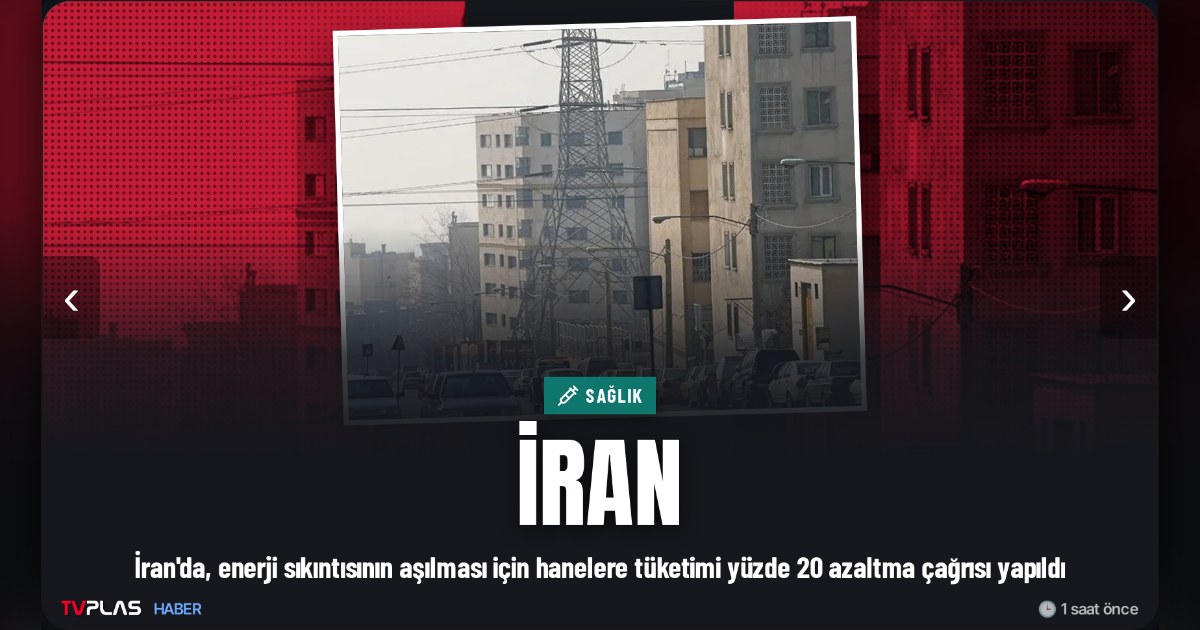 SAĞLIK
İRAN
İran'da, enerji sıkıntısının aşılması için hanelere tüketimi yüzde 20 azaltma çağrısı yapıldı
TVPLAS HABER
1 saat önce